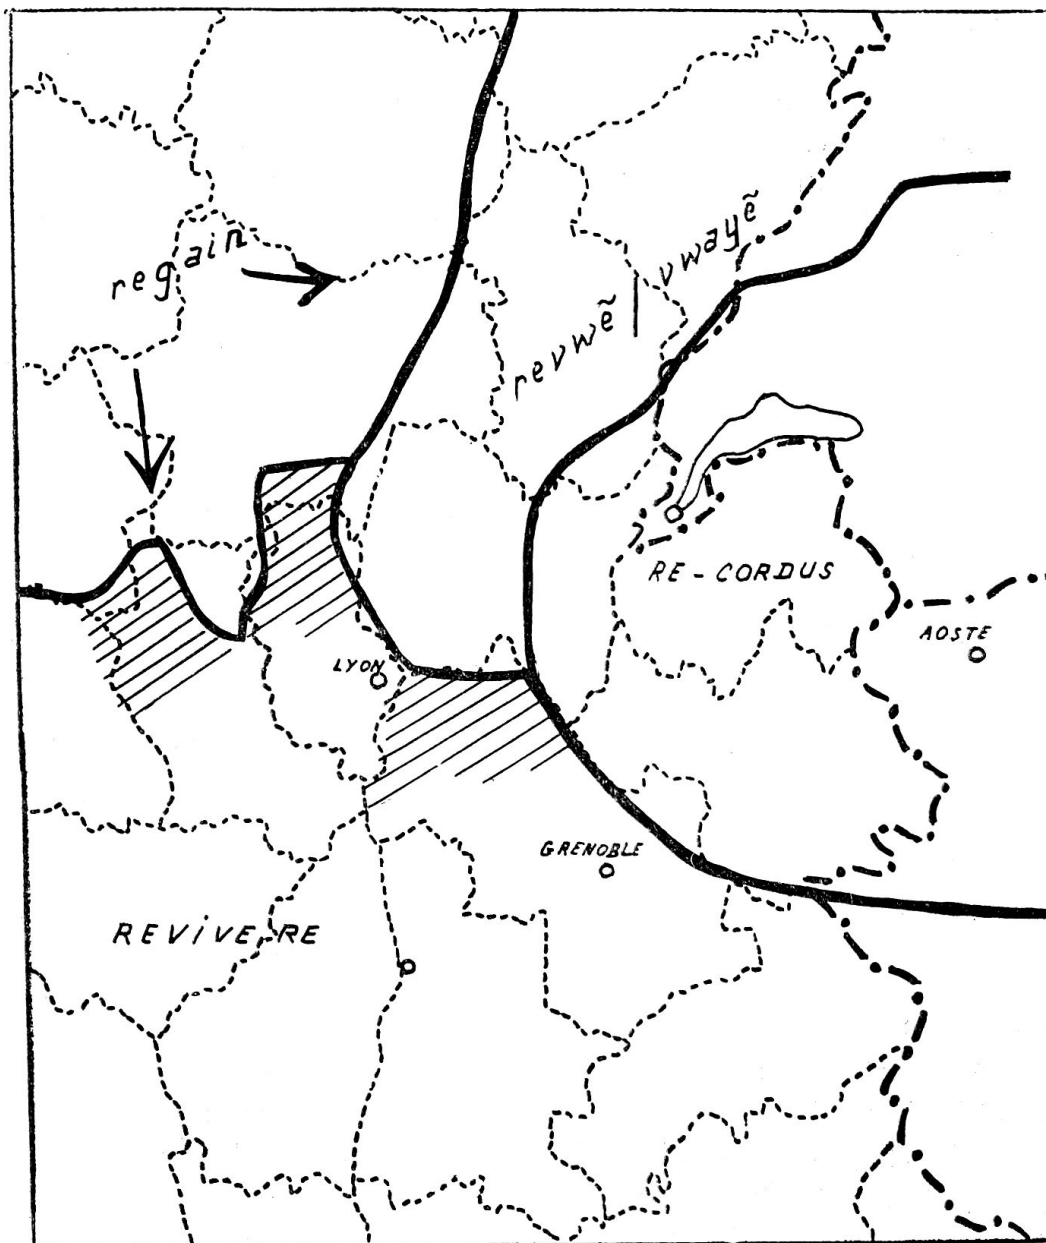 regain
vwayẽ
revwẽ
RE-CORDUS
AOSTE
LYON
GRENOBLE
REVIVERE